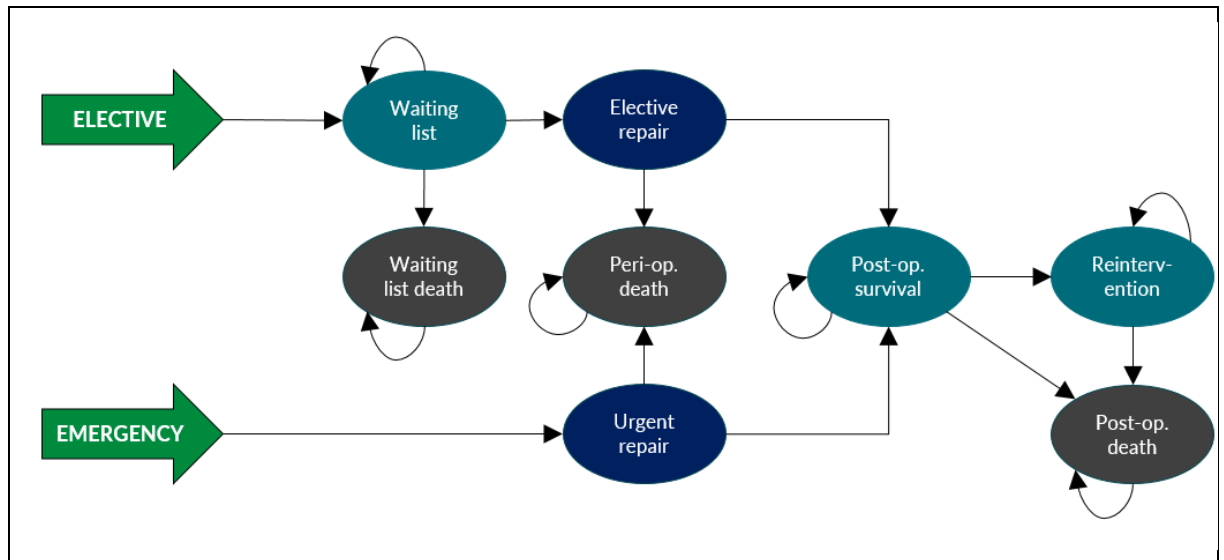 ELECTIVE
Waiting
list
Elective
repair
Waiting
list death
Peri-op.
death
Post-op.
survival
Reinterv-
ention
EMERGENCY
Urgent
repair
Post-op.
death